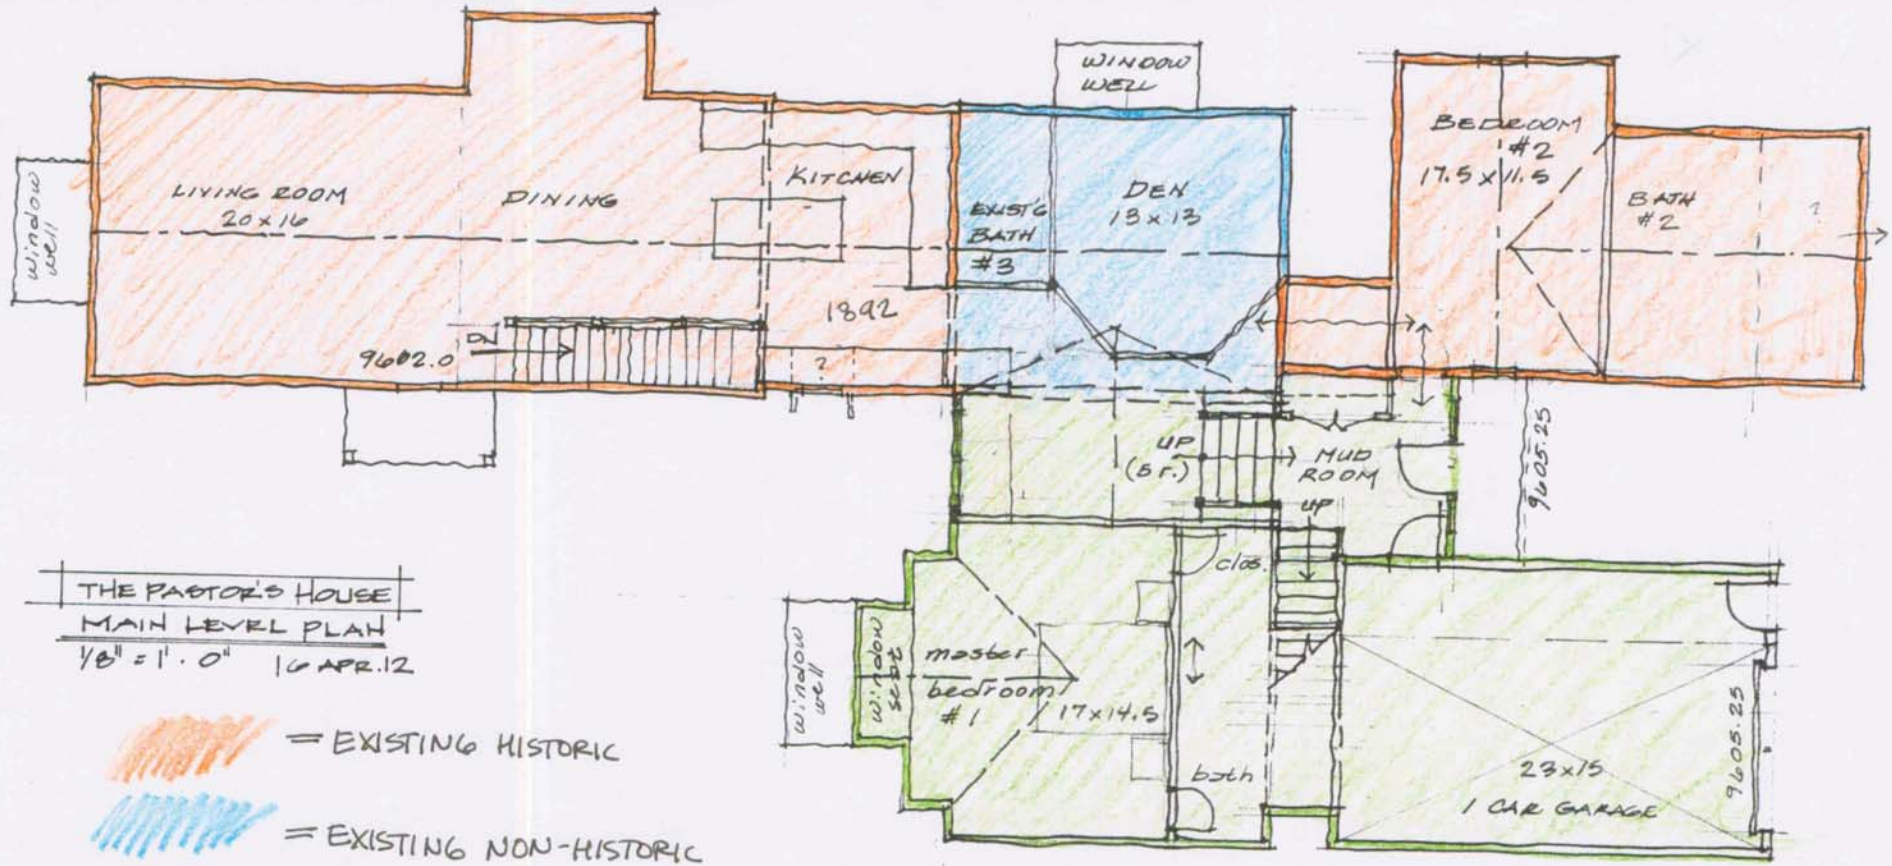 WINDOW
WELL
BEDROOM
#2
17.5 x 11.5
BATH
#2
?
window
well
LIVING ROOM
20 x 16
DINING
KITCHEN
EXIST'G
BATH
#3
DEN
13 x 13
1892
9602.0
?
UP
(5 r.)
MUD
ROOM
UP
9605.25
THE PASTOR'S HOUSE
MAIN LEVEL PLAN
1/8" = 1'. 0" 16 APR. 12
window
well
window
seat
master
bedroom
#1
17 x 14.5
clos.
bath
23 x 15
1 CAR GARAGE
9605.25
= EXISTING HISTORIC
= EXISTING NON-HISTORIC